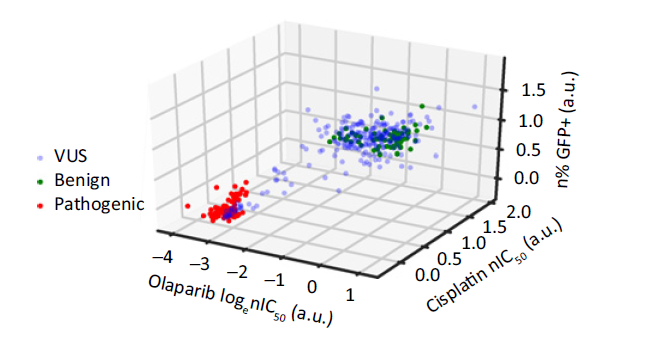 VUS
Benign
Pathogenic
1.5
1.0
0.5
0.0
n% GFP+ (a.u.)
2.0
1.5
1.0
0.5
0.0
Cisplatin nIC50 (a.u.)
−4
−3
−2
−1
0
1
Olaparib logenIC50 (a.u.)